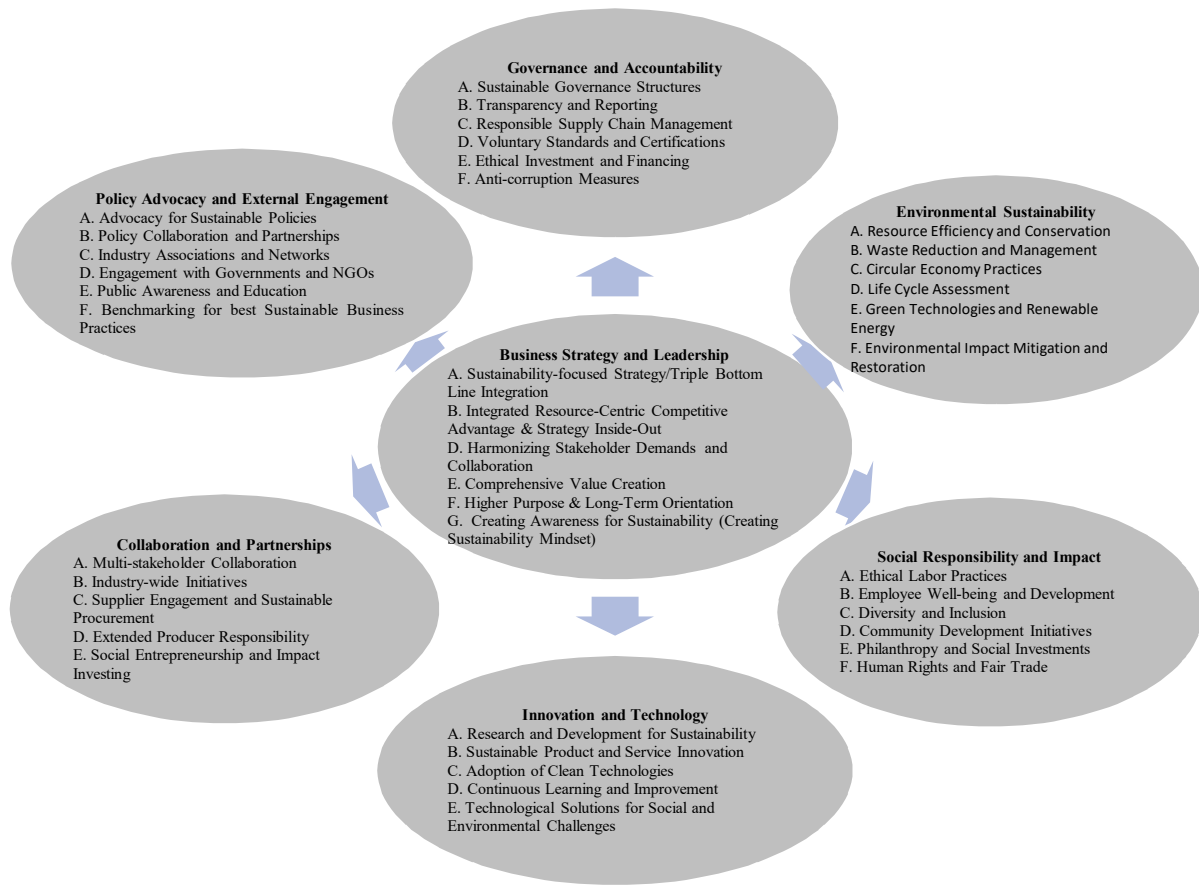 Governance and Accountability
A. Sustainable Governance Structures
B. Transparency and Reporting
C. Responsible Supply Chain Management
D. Voluntary Standards and Certifications
E. Ethical Investment and Financing
F. Anti-corruption Measures
Policy Advocacy and External Engagement
A. Advocacy for Sustainable Policies
B. Policy Collaboration and Partnerships
C. Industry Associations and Networks
D. Engagement with Governments and NGOs
E. Public Awareness and Education
F. Benchmarking for best Sustainable Business
Practices
Environmental Sustainability
A. Resource Efficiency and Conservation
B. Waste Reduction and Management
C. Circular Economy Practices
D. Life Cycle Assessment
E. Green Technologies and Renewable
Energy
F. Environmental Impact Mitigation and
Restoration
Business Strategy and Leadership
A. Sustainability-focused Strategy/Triple Bottom
Line Integration
B. Integrated Resource-Centric Competitive
Advantage & Strategy Inside-Out
D. Harmonizing Stakeholder Demands and
Collaboration
E. Comprehensive Value Creation
F. Higher Purpose & Long-Term Orientation
G. Creating Awareness for Sustainability (Creating
Sustainability Mindset)
Collaboration and Partnerships
A. Multi-stakeholder Collaboration
B. Industry-wide Initiatives
C. Supplier Engagement and Sustainable
Procurement
D. Extended Producer Responsibility
E. Social Entrepreneurship and Impact
Investing
Social Responsibility and Impact
A. Ethical Labor Practices
B. Employee Well-being and Development
C. Diversity and Inclusion
D. Community Development Initiatives
E. Philanthropy and Social Investments
F. Human Rights and Fair Trade
Innovation and Technology
A. Research and Development for Sustainability
B. Sustainable Product and Service Innovation
C. Adoption of Clean Technologies
D. Continuous Learning and Improvement
E. Technological Solutions for Social and
Environmental Challenges